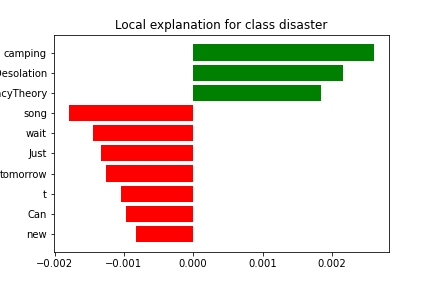 Local explanation for class disaster
camping
Desolation
acyTheory
song
wait
Just
tomorrow
t
Can
new
−0.002 −0.001 0.000 0.001 0.002